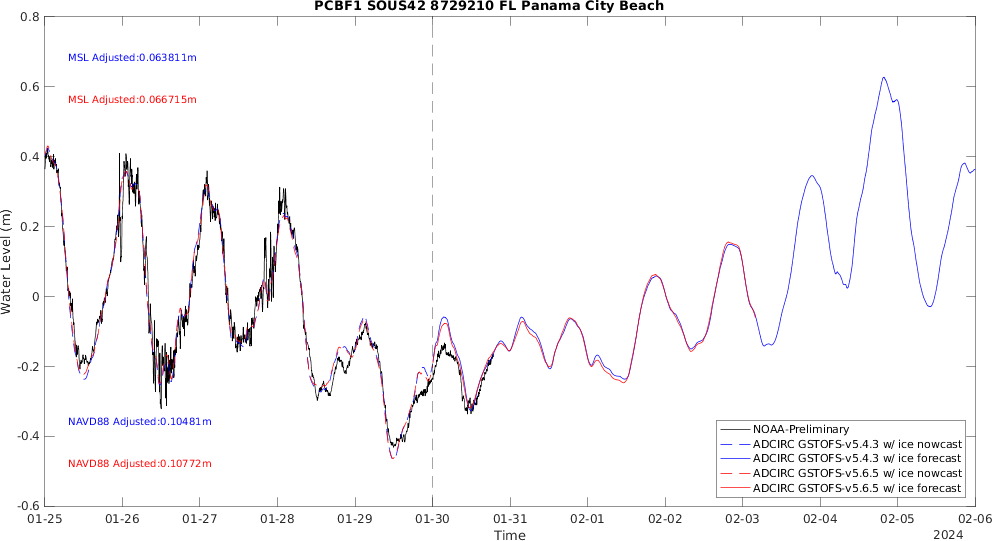 PCBF1 SOUS42 8729210 FL Panama City Beach
0.8
0.6
0.4
0.2
0
-0.2
-0.4
-0.6
Water Level (m)
MSL Adjusted:0.063811m
MSL Adjusted:0.066715m
NAVD88 Adjusted:0.10481m
NAVD88 Adjusted:0.10772m
NOAA-Preliminary
ADCIRC GSTOFS-v5.4.3 w/ ice nowcast
ADCIRC GSTOFS-v5.4.3 w/ ice forecast
ADCIRC GSTOFS-v5.6.5 w/ ice nowcast
ADCIRC GSTOFS-v5.6.5 w/ ice forecast
01-25 01-26 01-27 01-28 01-29 01-30 01-31 02-01 02-02 02-03 02-04 02-05 02-06
Time
2024